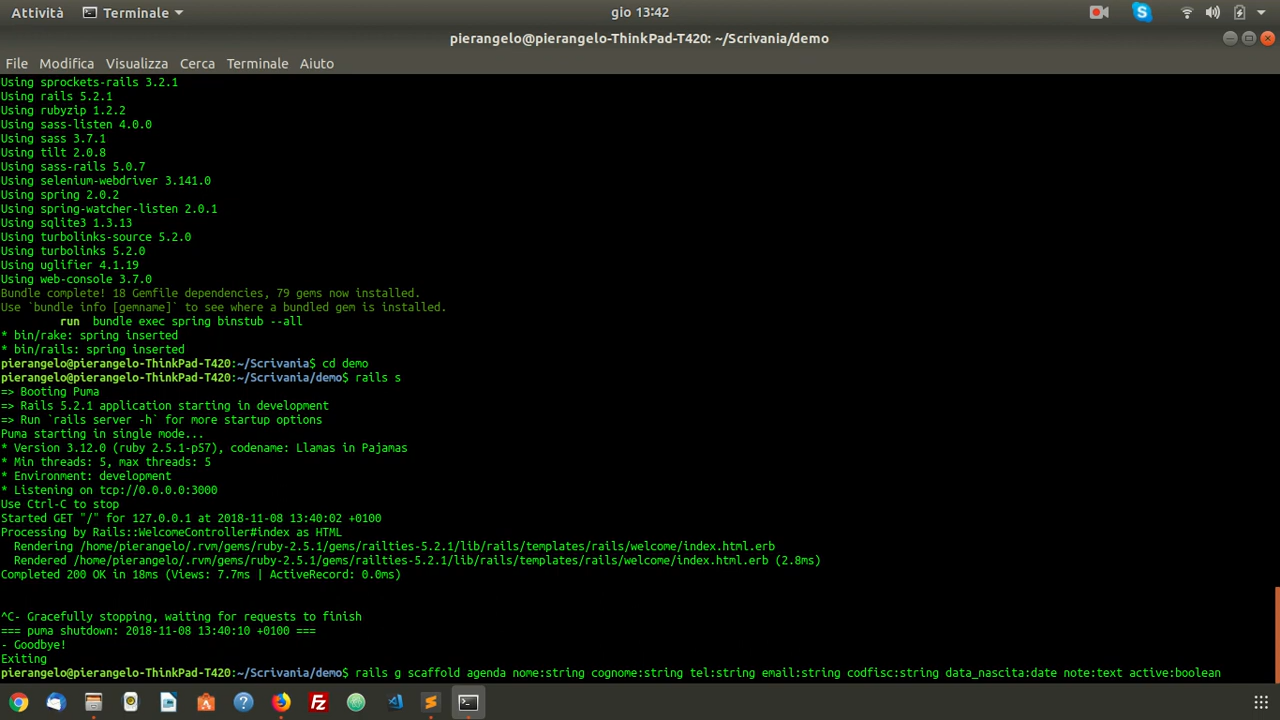 Attività Terminale gio 13:42
pierangelo@pierangelo-ThinkPad-T420: ~/Scrivania/demo
File Modifica Visualizza Cerca Terminale Aiuto
Using sprockets-rails 3.2.1
Using rails 5.2.1
Using rubyzip 1.2.2
Using sass-listen 4.0.0
Using sass 3.7.1
Using tilt 2.0.8
Using sass-rails 5.0.7
Using selenium-webdriver 3.141.0
Using spring 2.0.2
Using spring-watcher-listen 2.0.1
Using sqlite3 1.3.13
Using turbolinks-source 5.2.0
Using turbolinks 5.2.0
Using uglifier 4.1.19
Using web-console 3.7.0
Bundle complete! 18 Gemfile dependencies, 79 gems now installed.
Use `bundle info [gemname]` to see where a bundled gem is installed.
run bundle exec spring binstub --all
* bin/rake: spring inserted
* bin/rails: spring inserted
pierangelo@pierangelo-ThinkPad-T420:~/Scrivania$ cd demo
pierangelo@pierangelo-ThinkPad-T420:~/Scrivania/demo$ rails s
=> Booting Puma
=> Rails 5.2.1 application starting in development
=> Run `rails server -h` for more startup options
Puma starting in single mode...
* Version 3.12.0 (ruby 2.5.1-p57), codename: Llamas in Pajamas
* Min threads: 5, max threads: 5
* Environment: development
* Listening on tcp://0.0.0.0:3000
Use Ctrl-C to stop
Started GET "/" for 127.0.0.1 at 2018-11-08 13:40:02 +0100
Processing by Rails::WelcomeController#index as HTML
Rendering /home/pierangelo/.rvm/gems/ruby-2.5.1/gems/railties-5.2.1/lib/rails/templates/rails/welcome/index.html.erb
Rendered /home/pierangelo/.rvm/gems/ruby-2.5.1/gems/railties-5.2.1/lib/rails/templates/rails/welcome/index.html.erb (2.8ms)
Completed 200 OK in 18ms (Views: 7.7ms | ActiveRecord: 0.0ms)
^C- Gracefully stopping, waiting for requests to finish
=== puma shutdown: 2018-11-08 13:40:10 +0100 ===
- Goodbye!
Exiting
pierangelo@pierangelo-ThinkPad-T420:~/Scrivania/demo$ rails g scaffold agenda nome:string cognome:string tel:string email:string codfisc:string data_nascita:date note:text active:boolean